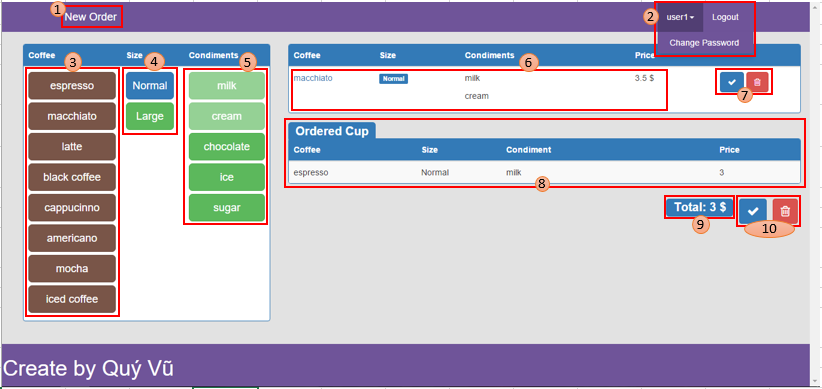 1 New Order
2 user1 Logout
Change Password
Coffee Size Condiments
3 4 5
espresso Normal milk
macchiato Large cream
latte chocolate
black coffee ice
cappucinno sugar
americano
mocha
iced coffee
Coffee Size Condiments Price
6
macchiato Normal milk 3.5 $
cream
7
Ordered Cup
Coffee Size Condiment Price
espresso Normal milk 3
8
Total: 3 $
9 10
Create by Quý Vũ